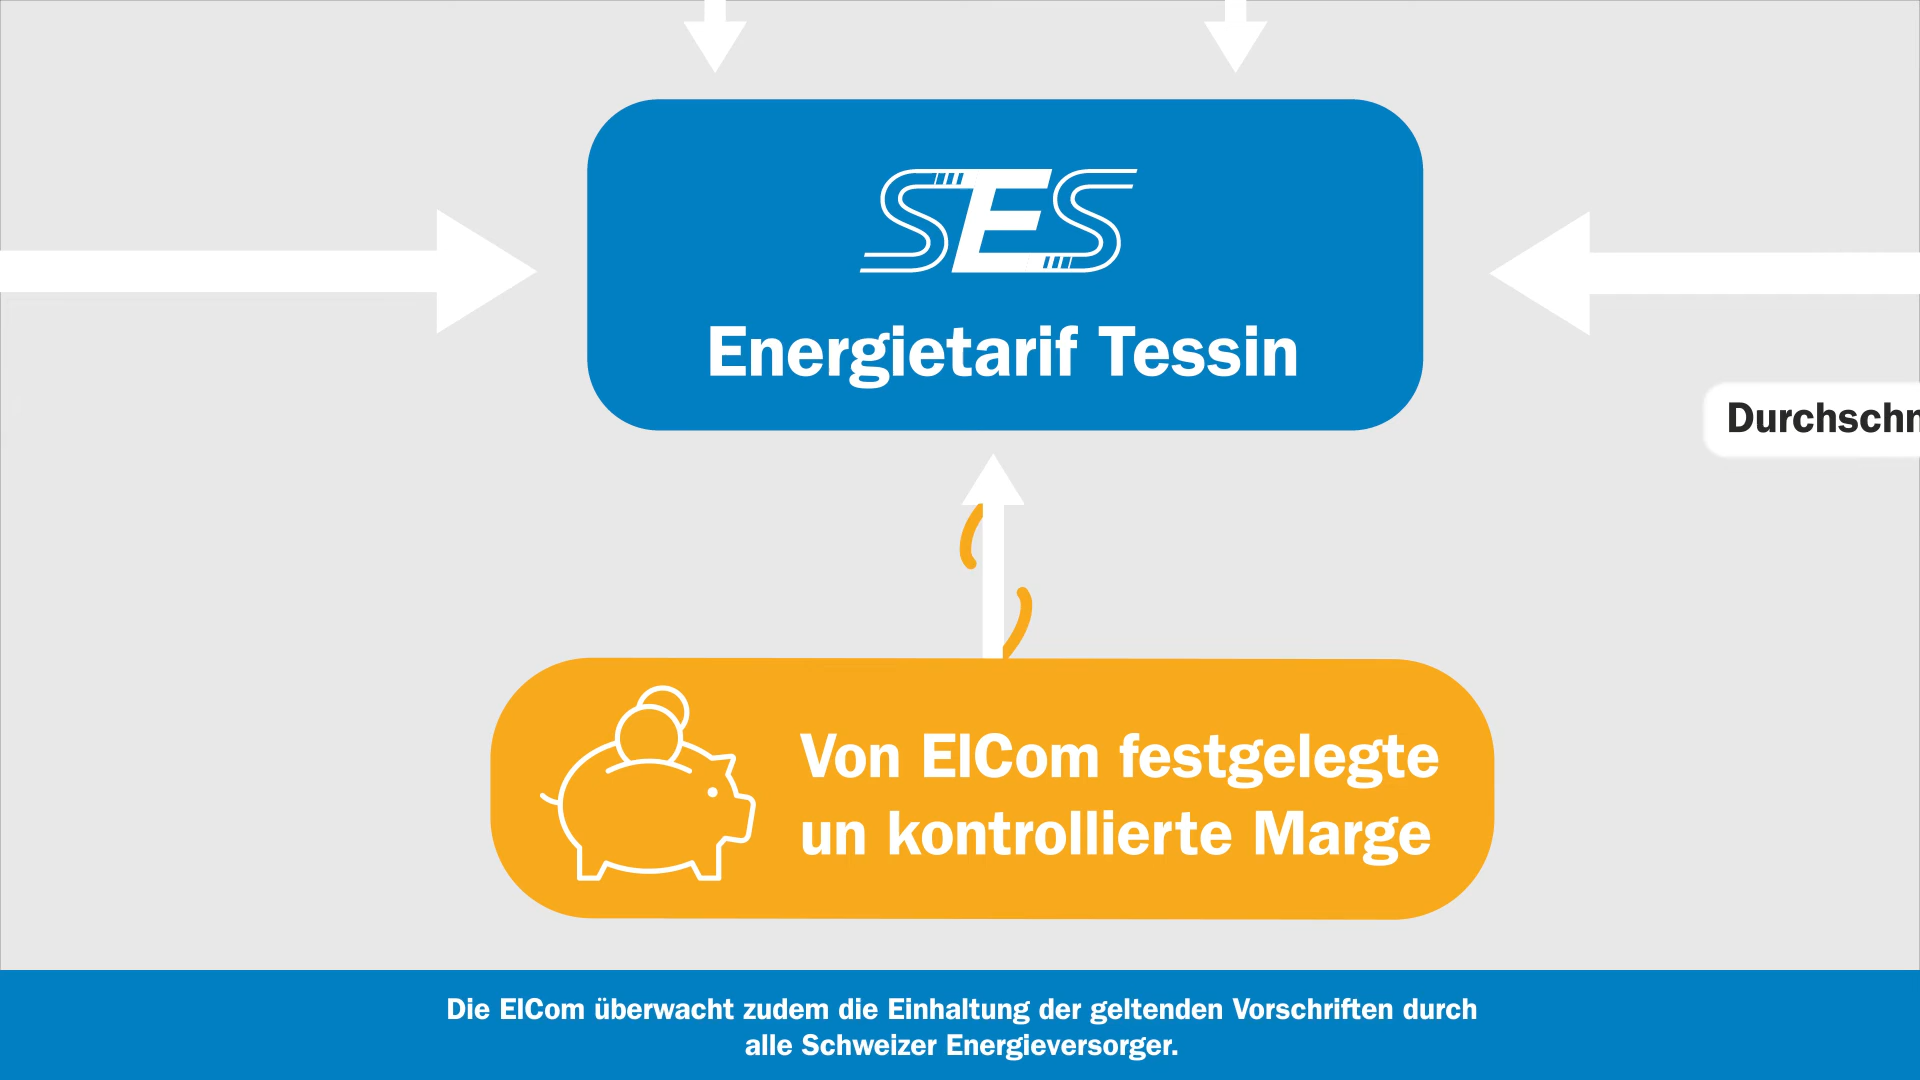 SES
Energietarif Tessin
Durchschn
Von ElCom festgelegte
un kontrollierte Marge
Die ElCom überwacht zudem die Einhaltung der geltenden Vorschriften durch
alle Schweizer Energieversorger.